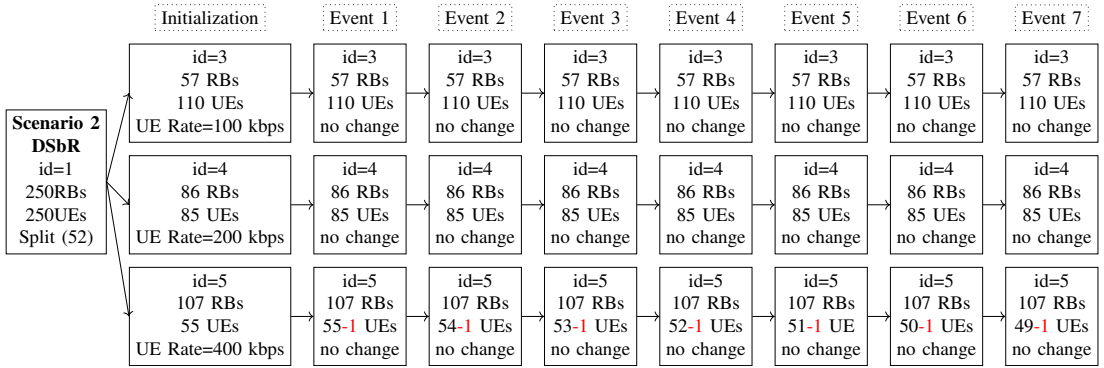 Initialization
Event 1
Event 2
Event 3
Event 4
Event 5
Event 6
Event 7
Scenario 2
DSbR
id=1
250RBs
250UEs
Split (52)
id=3
57 RBs
110 UEs
UE Rate=100 kbps
id=3
57 RBs
110 UEs
no change
id=3
57 RBs
110 UEs
no change
id=3
57 RBs
110 UEs
no change
id=3
57 RBs
110 UEs
no change
id=3
57 RBs
110 UEs
no change
id=3
57 RBs
110 UEs
no change
id=3
57 RBs
110 UEs
no change
id=4
86 RBs
85 UEs
UE Rate=200 kbps
id=4
86 RBs
85 UEs
no change
id=4
86 RBs
85 UEs
no change
id=4
86 RBs
85 UEs
no change
id=4
86 RBs
85 UEs
no change
id=4
86 RBs
85 UEs
no change
id=4
86 RBs
85 UEs
no change
id=4
86 RBs
85 UEs
no change
id=5
107 RBs
55 UEs
UE Rate=400 kbps
id=5
107 RBs
55-1 UEs
no change
id=5
107 RBs
54-1 UEs
no change
id=5
107 RBs
53-1 UEs
no change
id=5
107 RBs
52-1 UEs
no change
id=5
107 RBs
51-1 UE
no change
id=5
107 RBs
50-1 UEs
no change
id=5
107 RBs
49-1 UEs
no change